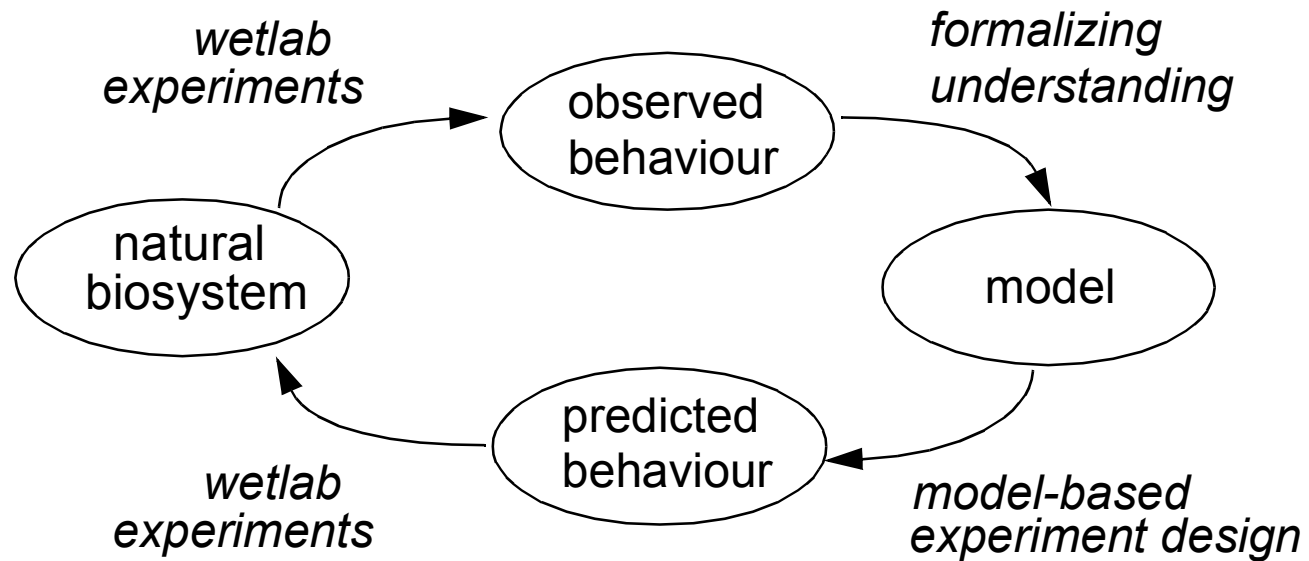 wetlab
experiments
observed
behaviour
formalizing
understanding
natural
biosystem
model
predicted
behaviour
wetlab
experiments
model-based
experiment design